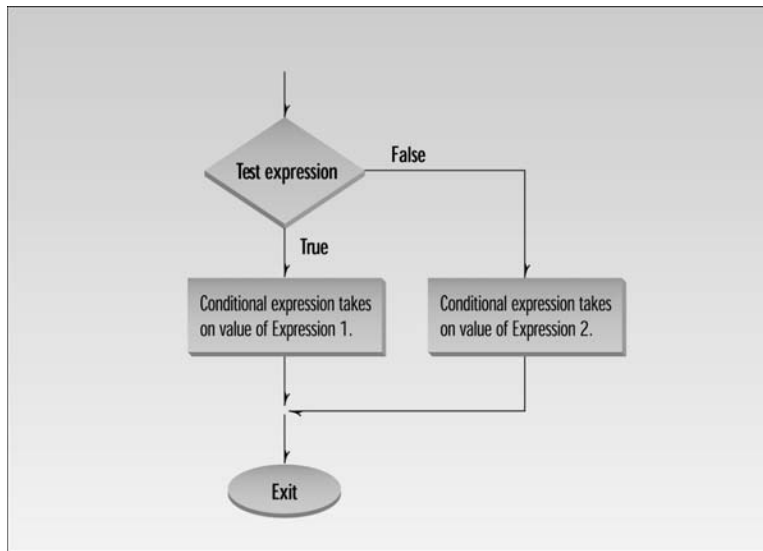 Test expression
False
True
Conditional expression takes
on value of Expression 1.
Conditional expression takes
on value of Expression 2.
Exit